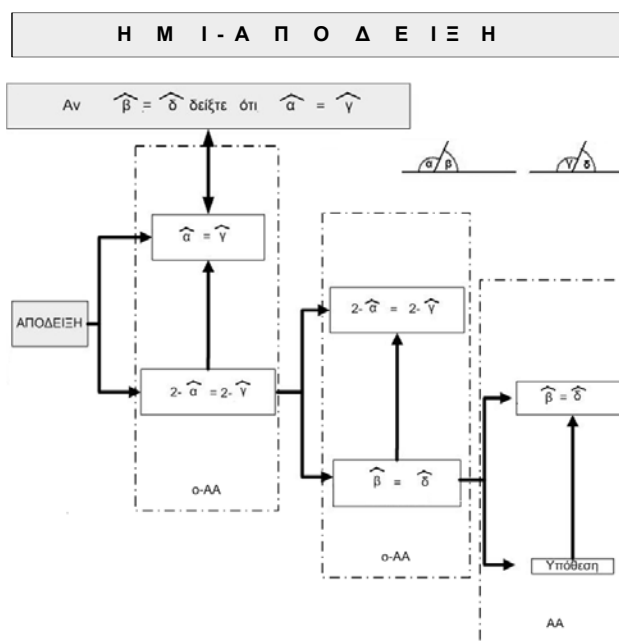 Η Μ Ι - Α Π Ο Δ Ε Ι Ξ Η
Αν β̂ = δ̂ δείξτε ότι α̂ = γ̂
α β γ δ
α̂ = γ̂
2- α̂ = 2- γ̂
ΑΠΟΔΕΙΞΗ
2- α̂ = 2- γ̂
β̂ = δ̂
β̂ = δ̂
ο-ΑΑ
ο-ΑΑ
Υπόθεση
ΑΑ